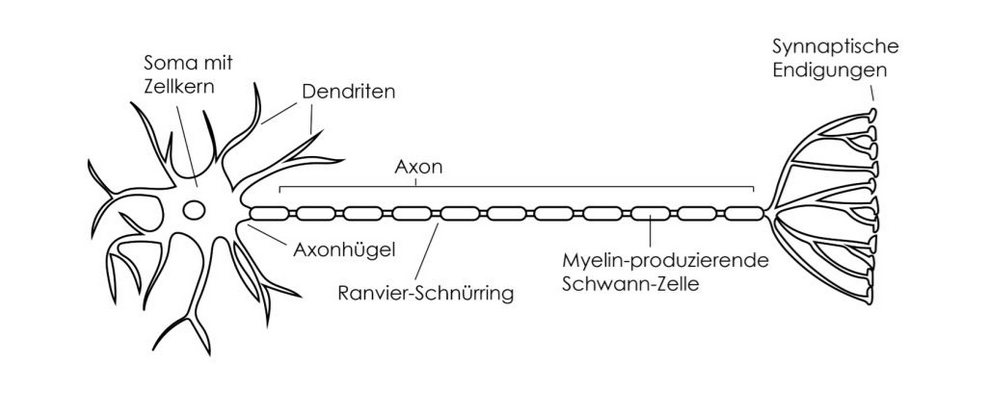 Soma mit
Zellkern
Dendriten
Axon
Synnaptische
Endigungen
Axonhügel
Ranvier-Schnürring
Myelin-produzierende
Schwann-Zelle